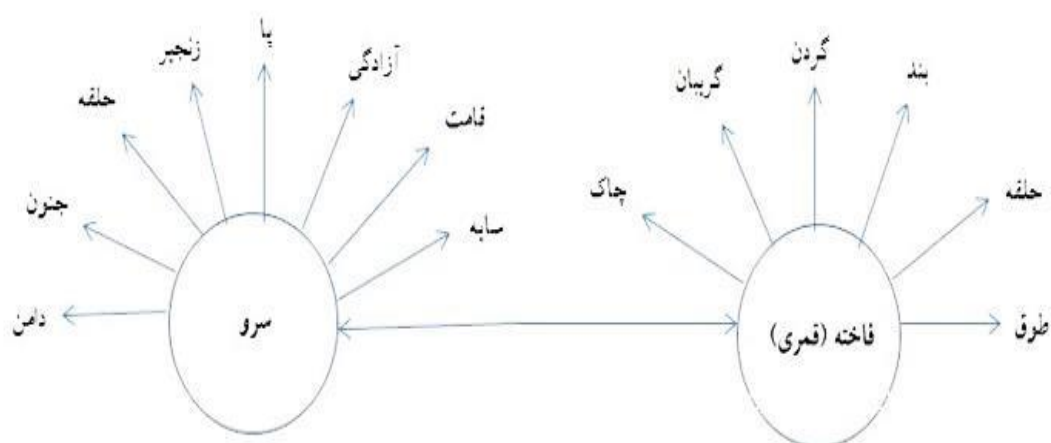 پا
زنجیر
آزادگی
حلقه
قامت
جنون
سایه
دامن
سرو
گردن
بند
گریبان
چاک
حلقه
طوق
فاخته (قمری)